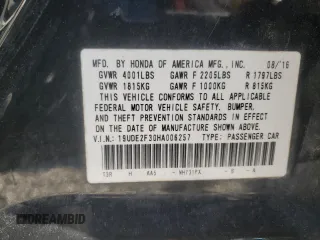 MFD. BY HONDA OF AMERICA MFG., INC. 08/16
GVWR 4001LBS GAWR F 2205LBS R 1797LBS
GVWR 1815KG GAWR F 1000KG R 815KG
THIS VEHICLE CONFORMS TO ALL APPLICABLE
FEDERAL MOTOR VEHICLE SAFETY, BUMPER,
AND THEFT PREVENTION STANDARDS IN EFFECT
ON THE DATE OF MANUFACTURE SHOWN ABOVE.
V.I.N.: 19UDE2F30HA006257 TYPE: PASSENGER CAR